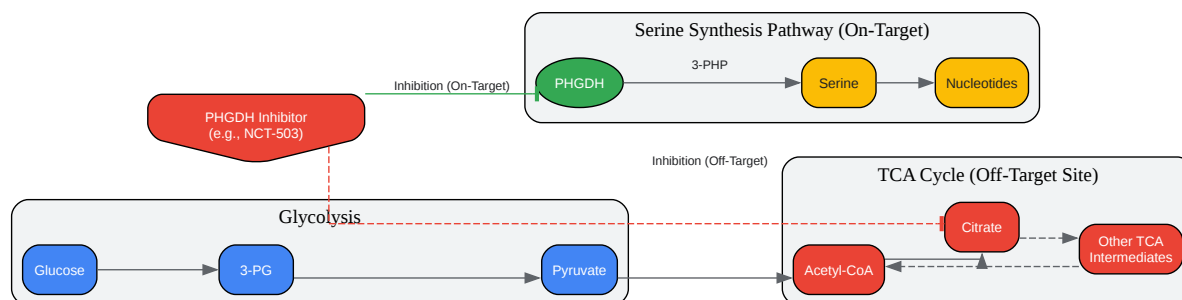 Serine Synthesis Pathway (On-Target)
3-PHP
PHGDH
Serine
Nucleotides
Inhibition (On-Target)
PHGDH Inhibitor
(e.g., NCT-503)
Inhibition (Off-Target)
TCA Cycle (Off-Target Site)
Glycolysis
Citrate
Other TCA
Intermediates
Glucose
3-PG
Pyruvate
Acetyl-CoA